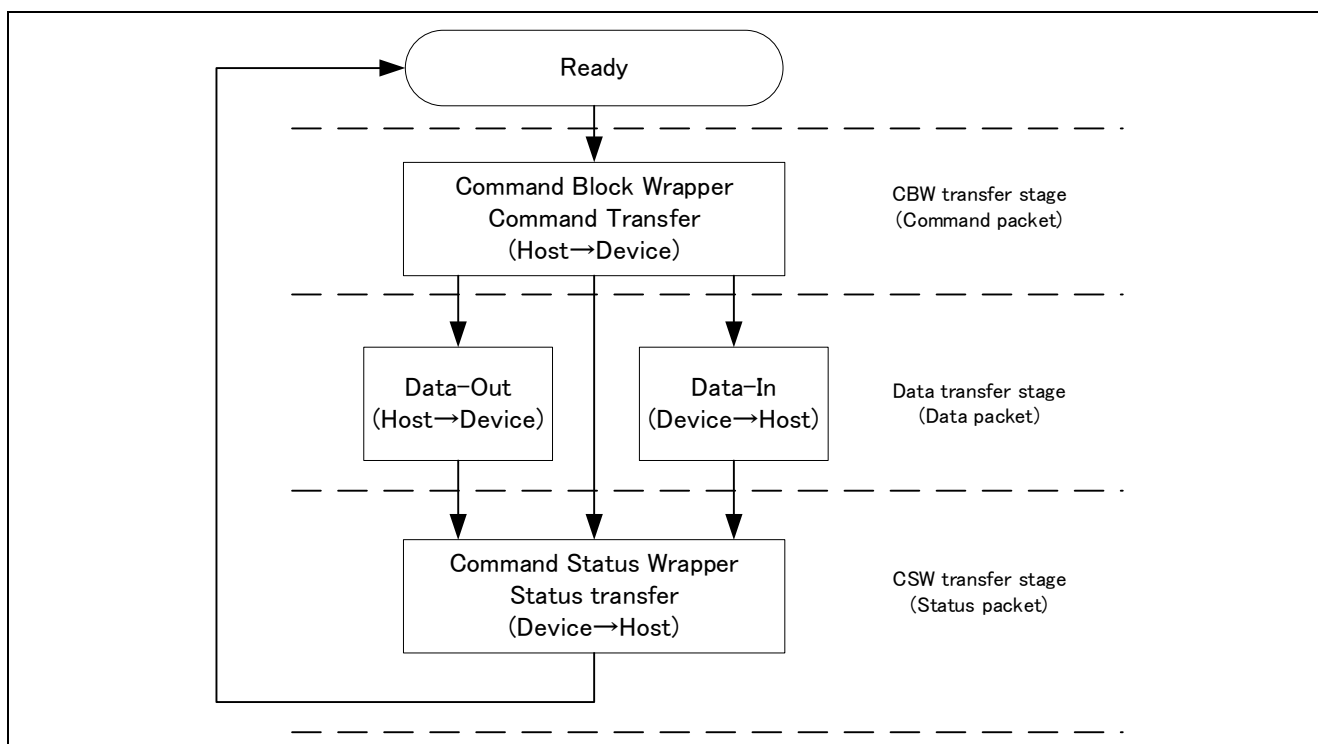 Ready
Command Block Wrapper
Command Transfer
(Host→Device)
CBW transfer stage
(Command packet)
Data-Out
(Host→Device)
Data-In
(Device→Host)
Data transfer stage
(Data packet)
Command Status Wrapper
Status transfer
(Device→Host)
CSW transfer stage
(Status packet)